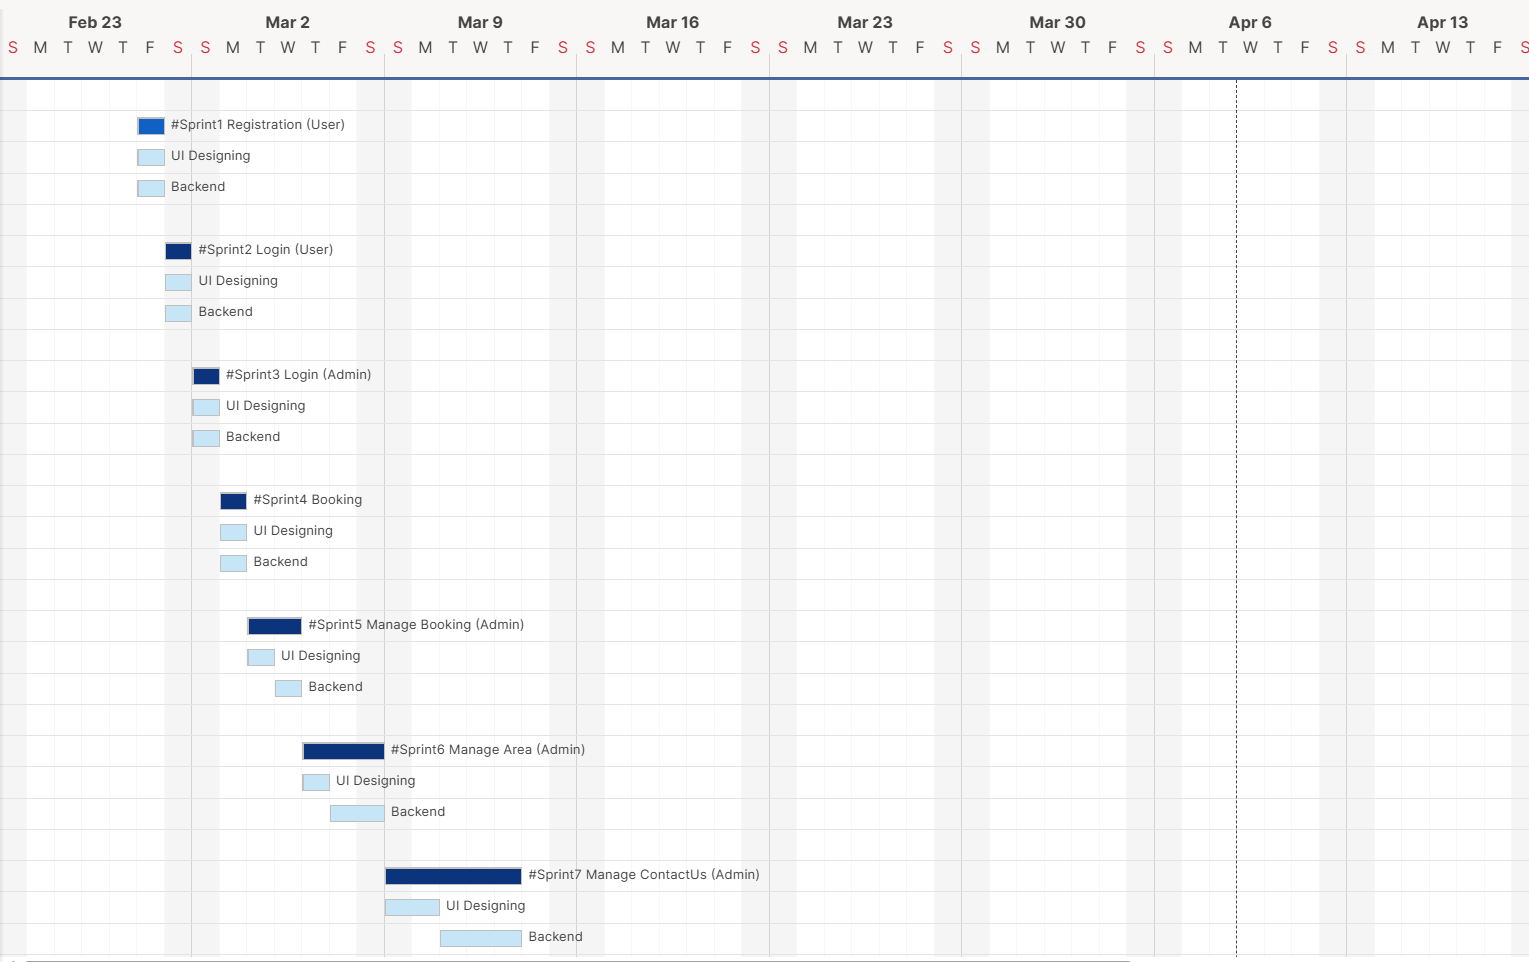 Feb 23 Mar 2 Mar 9 Mar 16 Mar 23 Mar 30 Apr 6 Apr 13
S M T W T F S S M T W T F S S M T W T F S S M T W T F S S M T W T F S S M T W T F S S M T W T F S S M T W T F S
#Sprint1 Registration (User)
UI Designing
Backend
#Sprint2 Login (User)
UI Designing
Backend
#Sprint3 Login (Admin)
UI Designing
Backend
#Sprint4 Booking
UI Designing
Backend
#Sprint5 Manage Booking (Admin)
UI Designing
Backend
#Sprint6 Manage Area (Admin)
UI Designing
Backend
#Sprint7 Manage ContactUs (Admin)
UI Designing
Backend